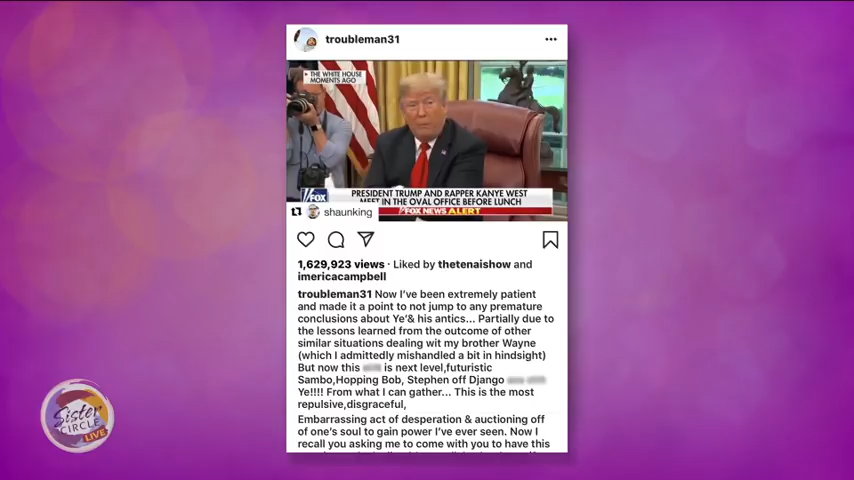 troubleman31
THE WHITE HOUSE
MOMENTS AGO
FOX
PRESIDENT TRUMP AND RAPPER KANYE WEST
MEET IN THE OVAL OFFICE BEFORE LUNCH
FOX NEWS ALERT
shaunking
1,629,923 views · Liked by thetenaishow and
imericacampbell
troubleman31 Now I've been extremely patient
and made it a point to not jump to any premature
conclusions about Ye'& his antics... Partially due to
the lessons learned from the outcome of other
similar situations dealing wit my brother Wayne
(which I admittedly mishandled a bit in hindsight)
But now this is next level,futuristic
Sambo,Hopping Bob, Stephen off Django
Ye!!!! From what I can gather... This is the most
repulsive,disgraceful,
Embarrassing act of desperation & auctioning off
of one's soul to gain power I've ever seen. Now I
recall you asking me to come with you to have this
Sister
CIRCLE
LIVE